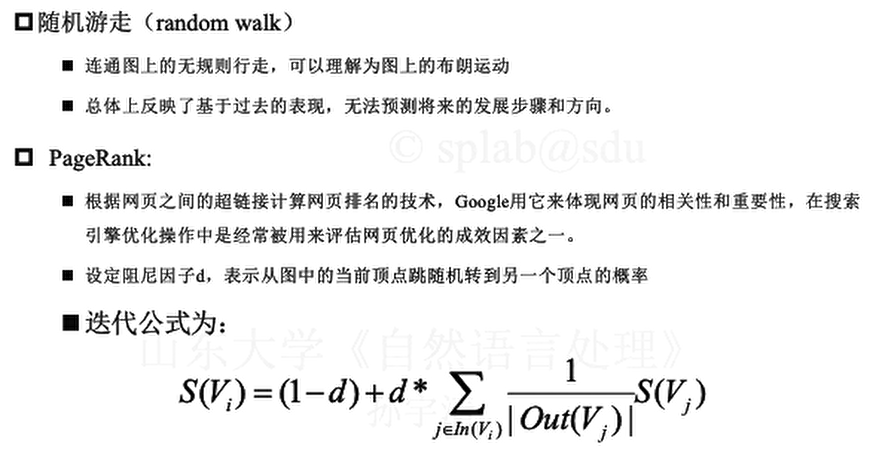 随机游走（random walk）
连通图上的无规则行走，可以理解为图上的布朗运动
总体上反映了基于过去的表现，无法预测将来的发展步骤和方向。
© splab@sdu
PageRank:
根据网页之间的超链接计算网页排名的技术，Google用它来体现网页的相关性和重要性，在搜索
引擎优化操作中是经常被用来评估网页优化的成效因素之一。
设定阻尼因子d，表示从图中的当前顶点跳随机转到另一个顶点的概率
迭代公式为：
山东大学《自然语言处理》
S(V_i) = (1-d) + d * ∑_{j∈In(V_i)} 1/|Out(V_j)| S(V_j)